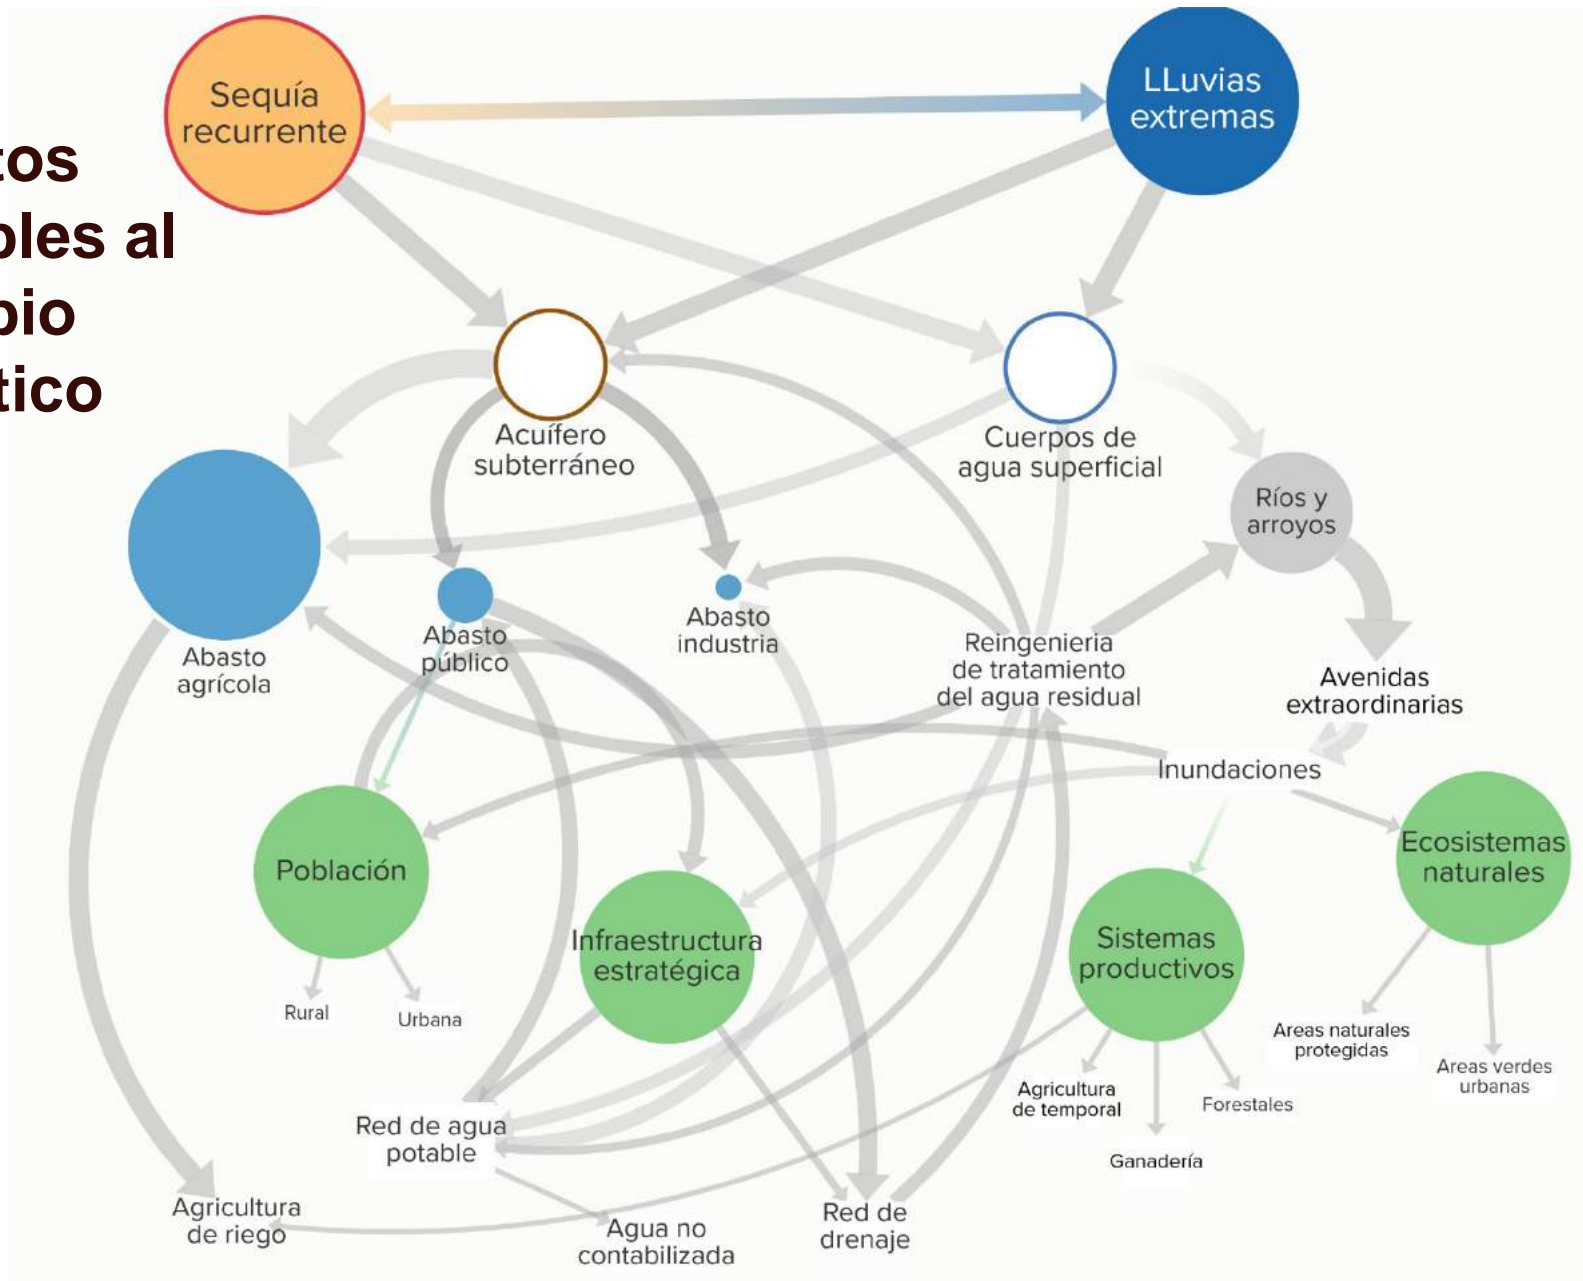 Sequía
recurrente
LLuvias
extremas
tos
bles al
bio
tico
Acuífero
subterráneo
Cuerpos de
agua superficial
Ríos y
arroyos
Abasto
agrícola
Abasto
público
Abasto
industria
Reingenieria
de tratamiento
del agua residual
Avenidas
extraordinarias
Inundaciones
Población
Infraestructura
estratégica
Sistemas
productivos
Ecosistemas
naturales
Rural
Urbana
Areas naturales
protegidas
Areas verdes
urbanas
Agricultura
de temporal
Forestales
Ganadería
Red de agua
potable
Agricultura
de riego
Agua no
contabilizada
Red de
drenaje